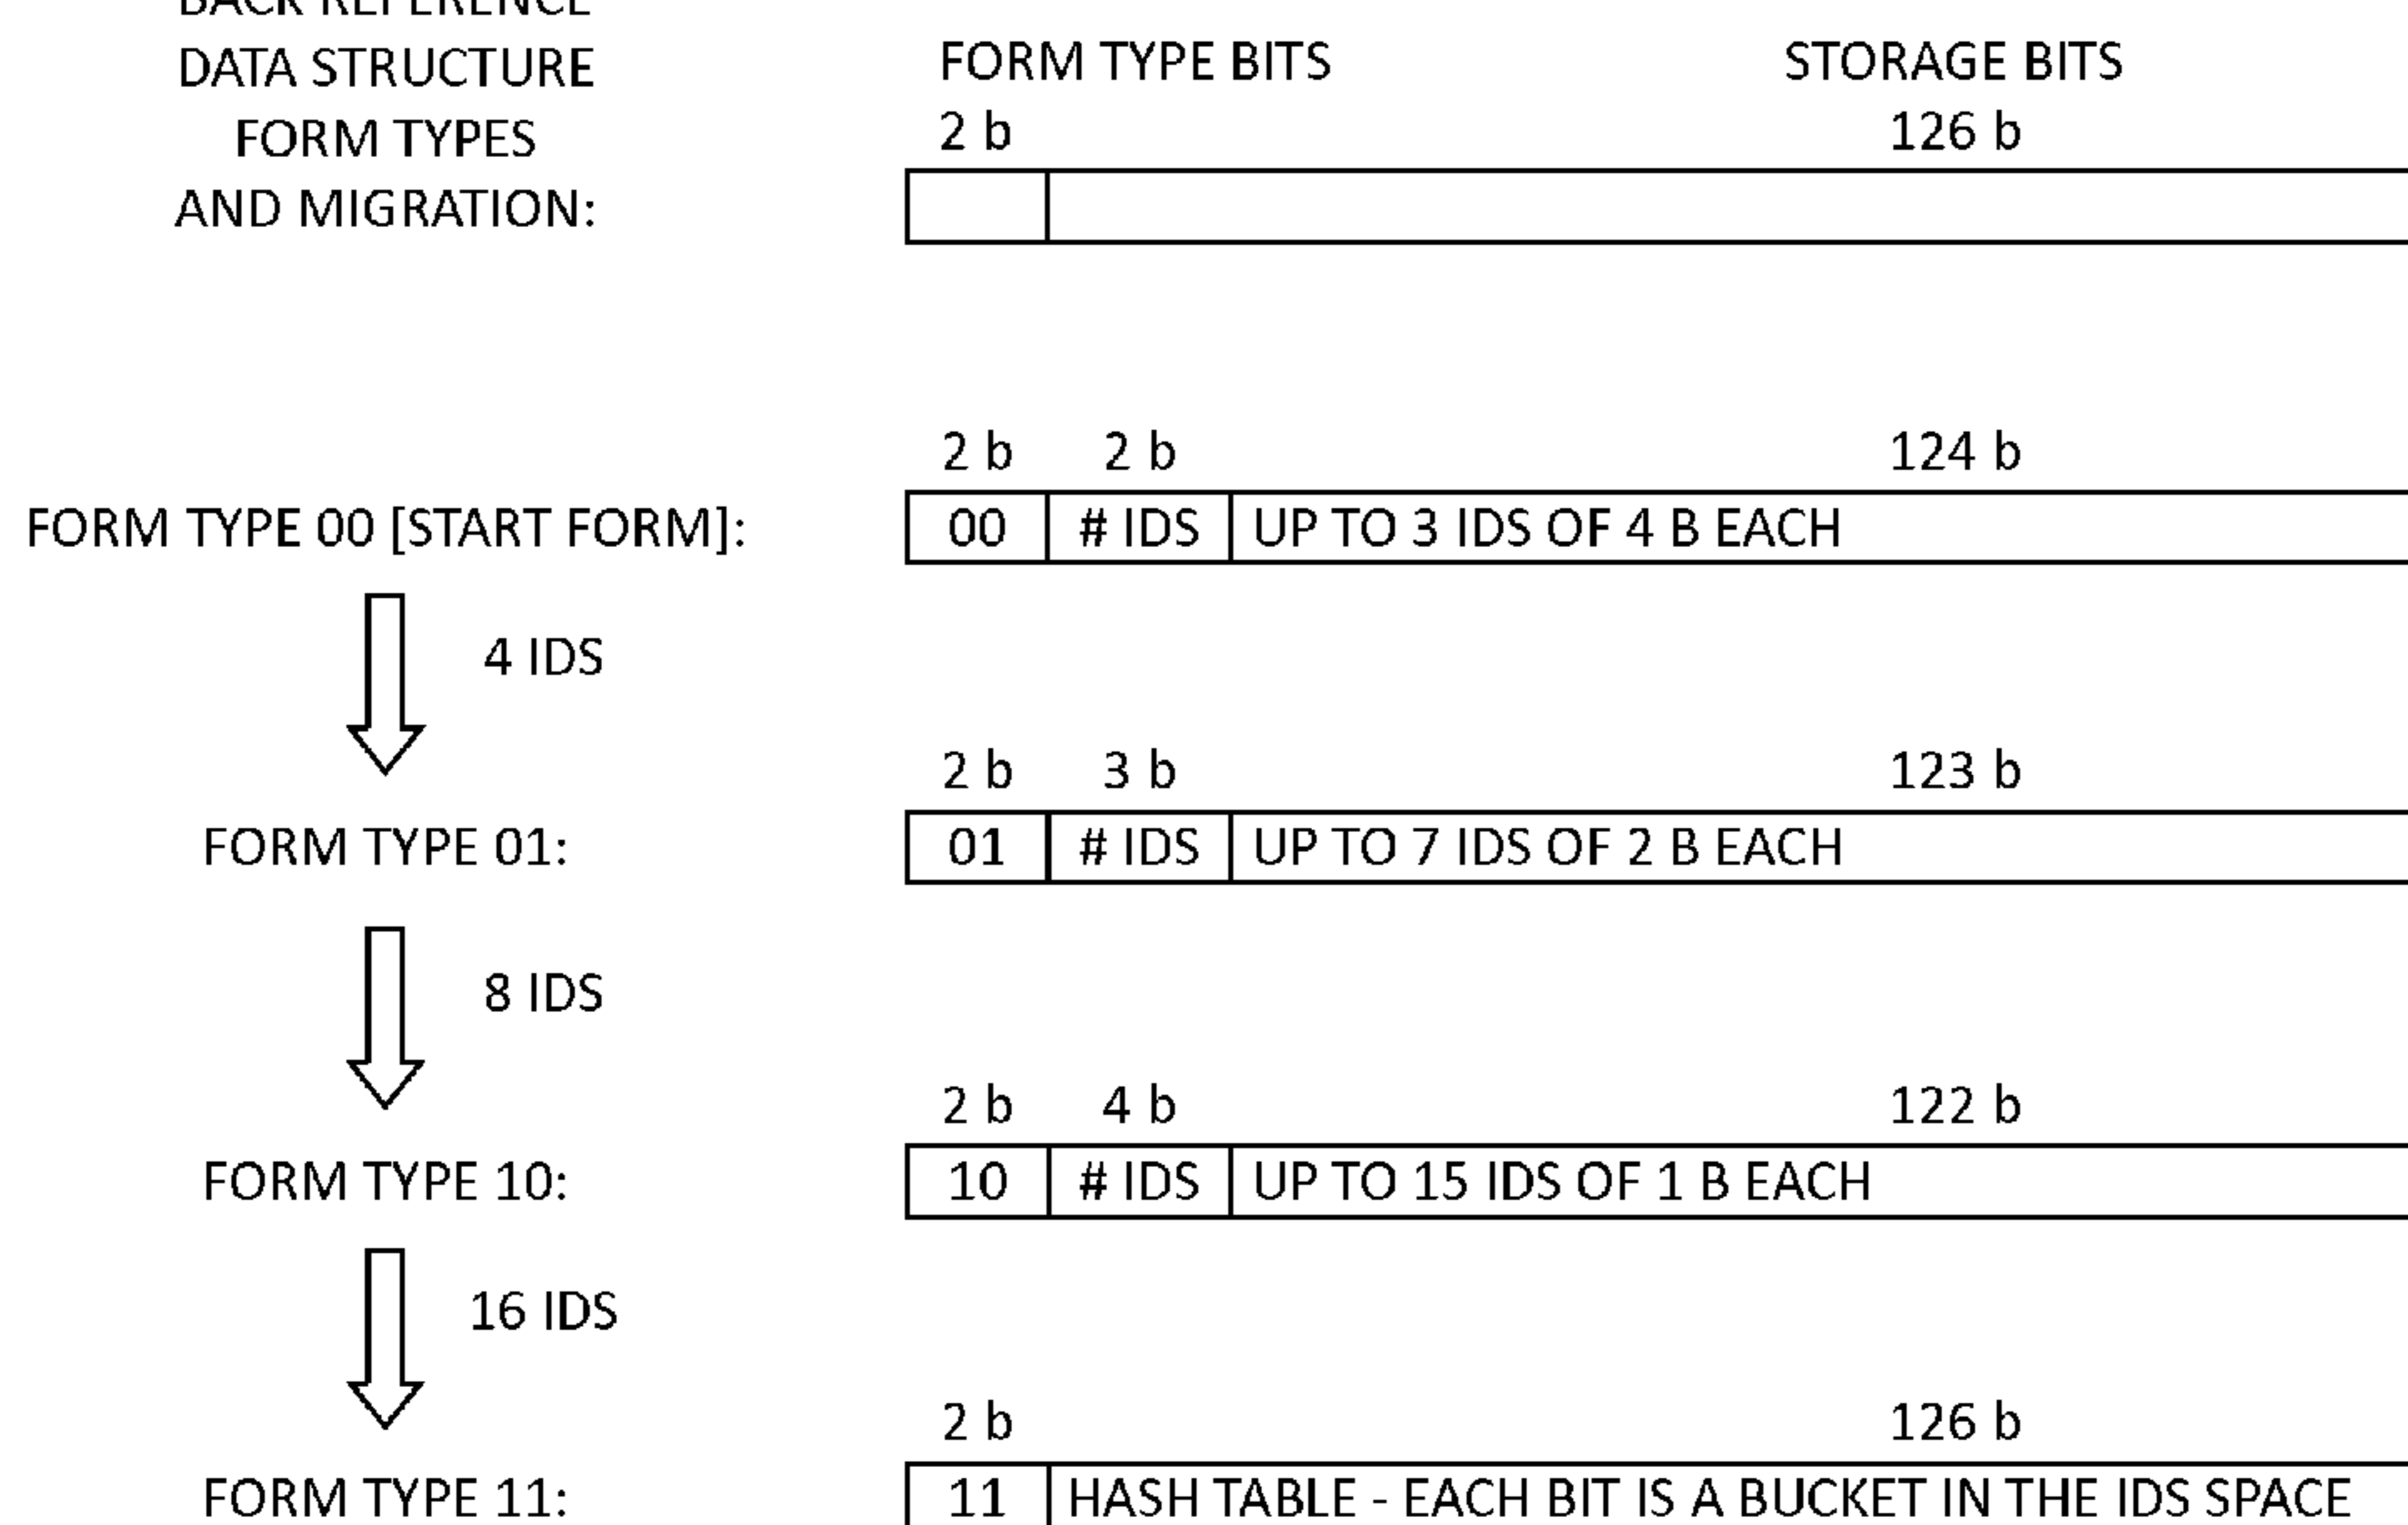 BACK REFERENCE
DATA STRUCTURE
FORM TYPES
AND MIGRATION:
FORM TYPE BITS
STORAGE BITS
2 b
126 b
2 b
2 b
124 b
FORM TYPE 00 [START FORM]:
00
# IDS
UP TO 3 IDS OF 4 B EACH
4 IDS
2 b
3 b
123 b
FORM TYPE 01:
01
# IDS
UP TO 7 IDS OF 2 B EACH
8 IDS
2 b
4 b
122 b
FORM TYPE 10:
10
# IDS
UP TO 15 IDS OF 1 B EACH
16 IDS
2 b
126 b
FORM TYPE 11:
11
HASH TABLE - EACH BIT IS A BUCKET IN THE IDS SPACE